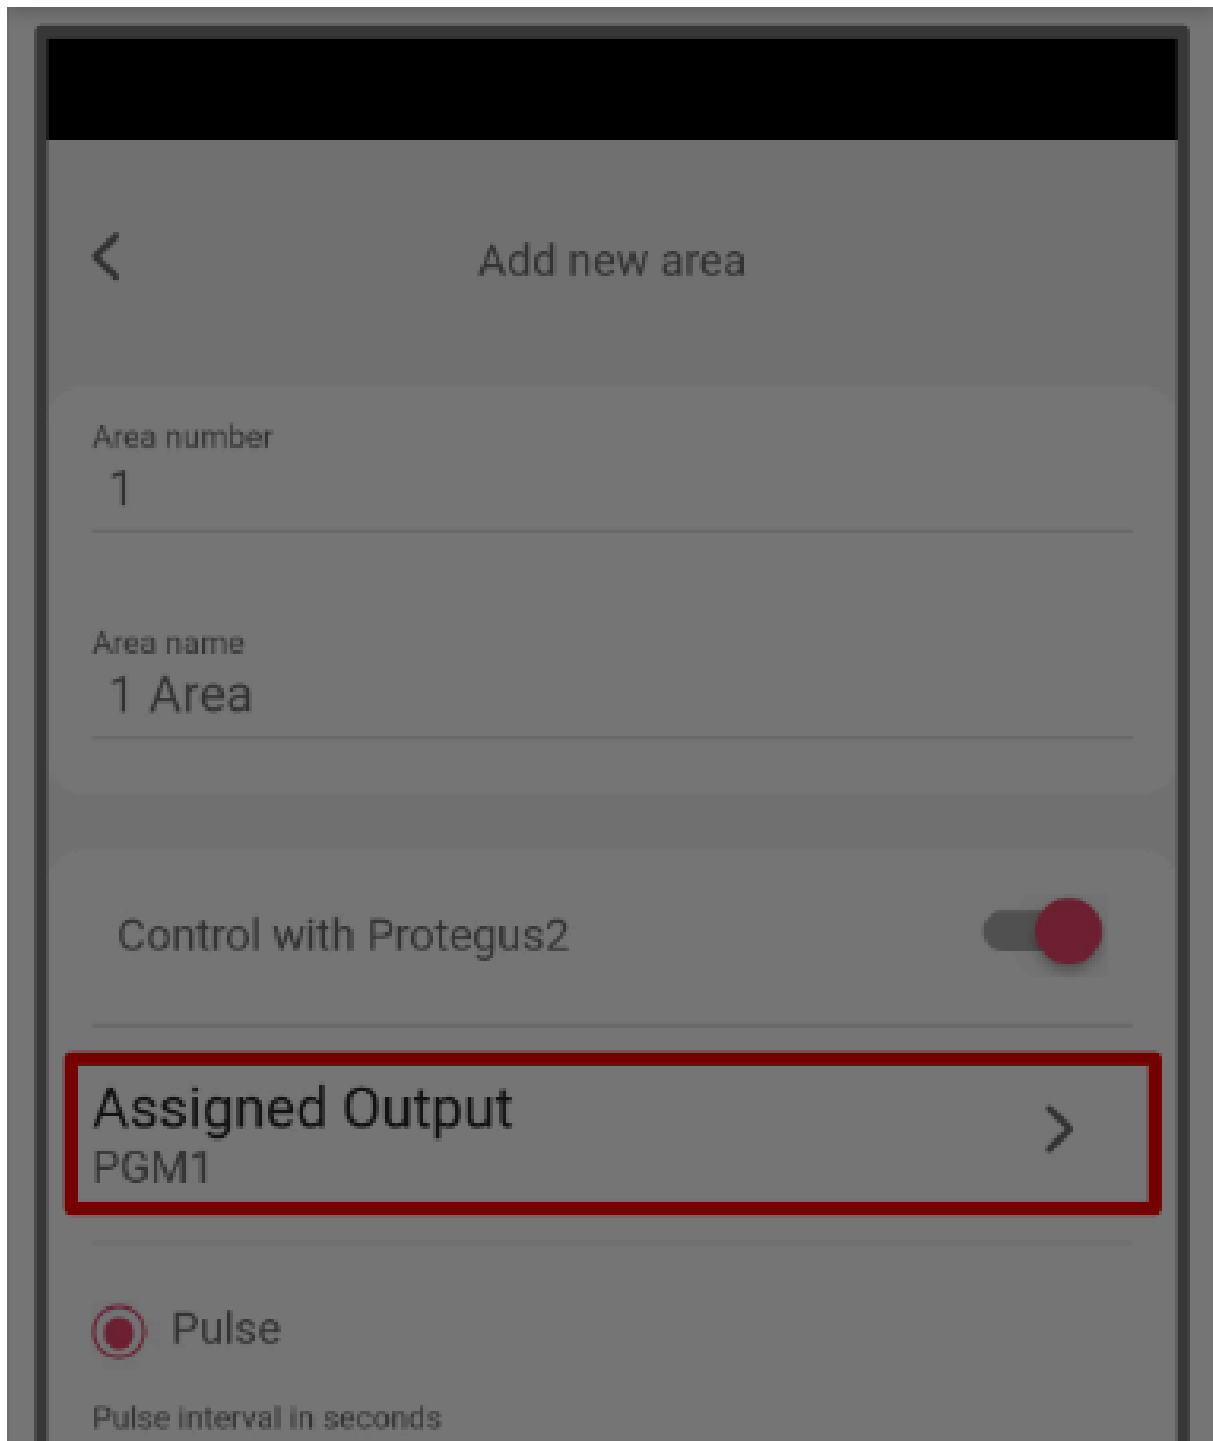 Add new area
Area number
1
Area name
1 Area
Control with Protegus2
Assigned Output
PGM1
Pulse
Pulse interval in seconds